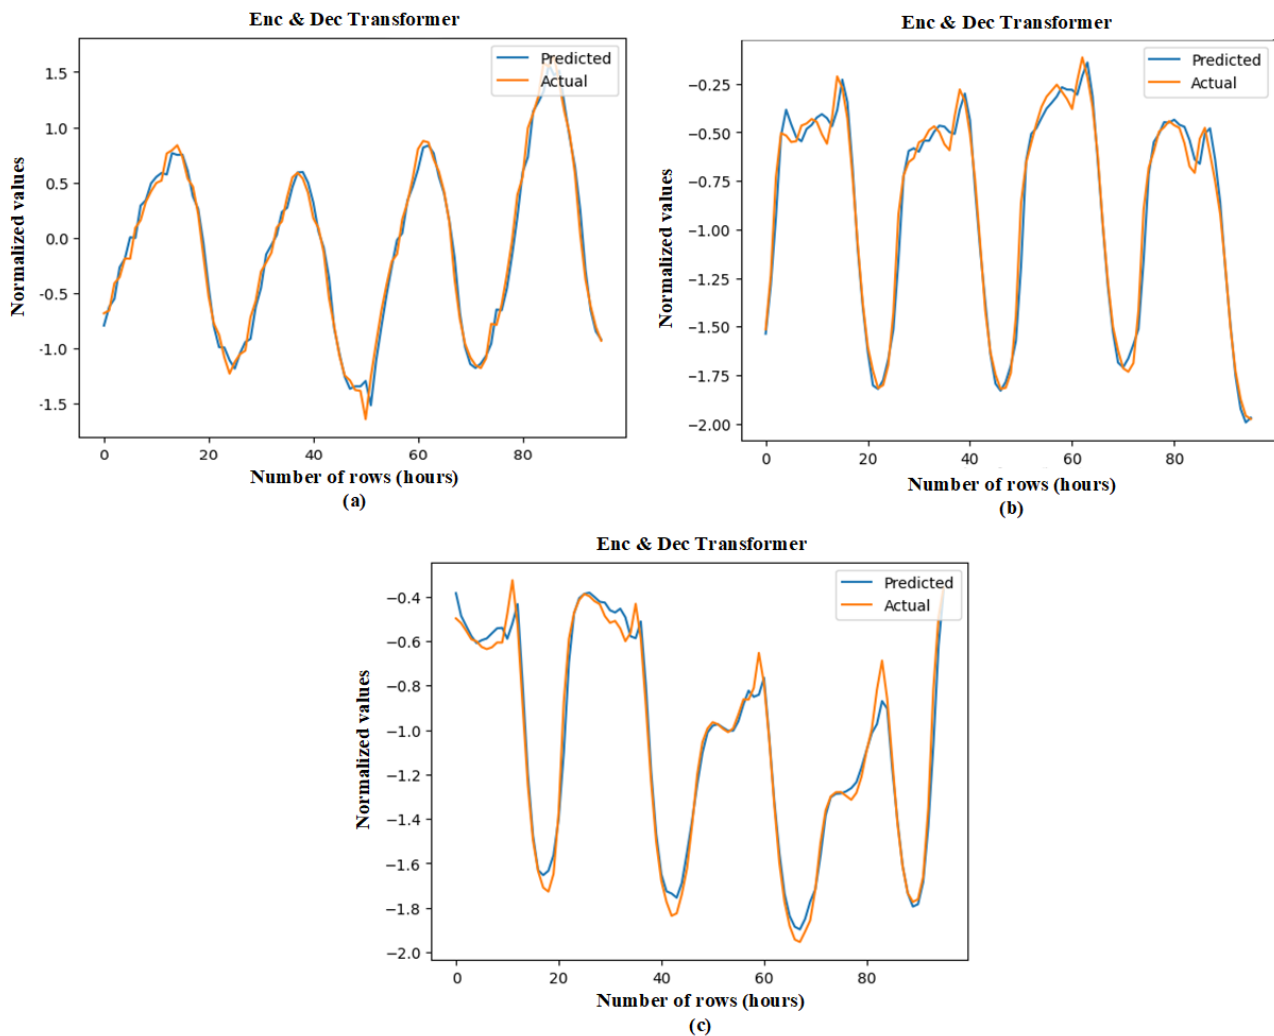 Enc & Dec Transformer
Predicted
Actual
1.5
1.0
0.5
0.0
-0.5
-1.0
-1.5
Normalized values
0 20 40 60 80
Number of rows (hours)
(a)
Enc & Dec Transformer
Predicted
Actual
−0.25
−0.50
−0.75
−1.00
−1.25
−1.50
−1.75
−2.00
Normalized values
0 20 40 60 80
Number of rows (hours)
(b)
Enc & Dec Transformer
Predicted
Actual
−0.4
−0.6
−0.8
−1.0
−1.2
−1.4
−1.6
−1.8
−2.0
Normalized values
0 20 40 60 80
Number of rows (hours)
(c)